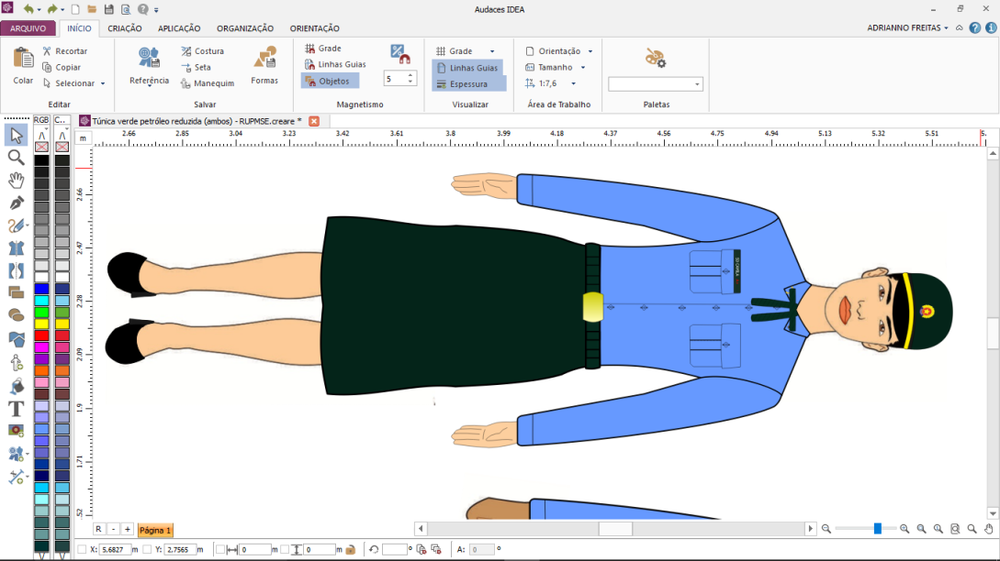 Audaces IDEA
ARQUIVO INÍCIO CRIAÇÃO APLICAÇÃO ORGANIZAÇÃO ORIENTAÇÃO ADRIANNO FREITAS
Colar
Recortar
Copiar
Selecionar
Editar
Referência
Costura
Seta
Manequim
Formas
Salvar
Grade
Linhas Guias
Objetos
5
Magnetismo
Grade
Linhas Guias
Espessura
Visualizar
Orientação
Tamanho
1:7,6
Área de Trabalho
Paletas
RGB C..
Túnica verde petróleo reduzida (ambos) - RUPMSE.creare *
m 2.66 2.85 3.04 3.23 3.42 3.61 3.8 3.99 4.18 4.37 4.56 4.75 4.94 5.13 5.32 5.51 5.
2.66
2.47
2.28
2.09
1.9
1.71
.52
R - + Página 1
X: 5.6827 m Y: 2.7565 m 0 m 0 m º A: 0 º